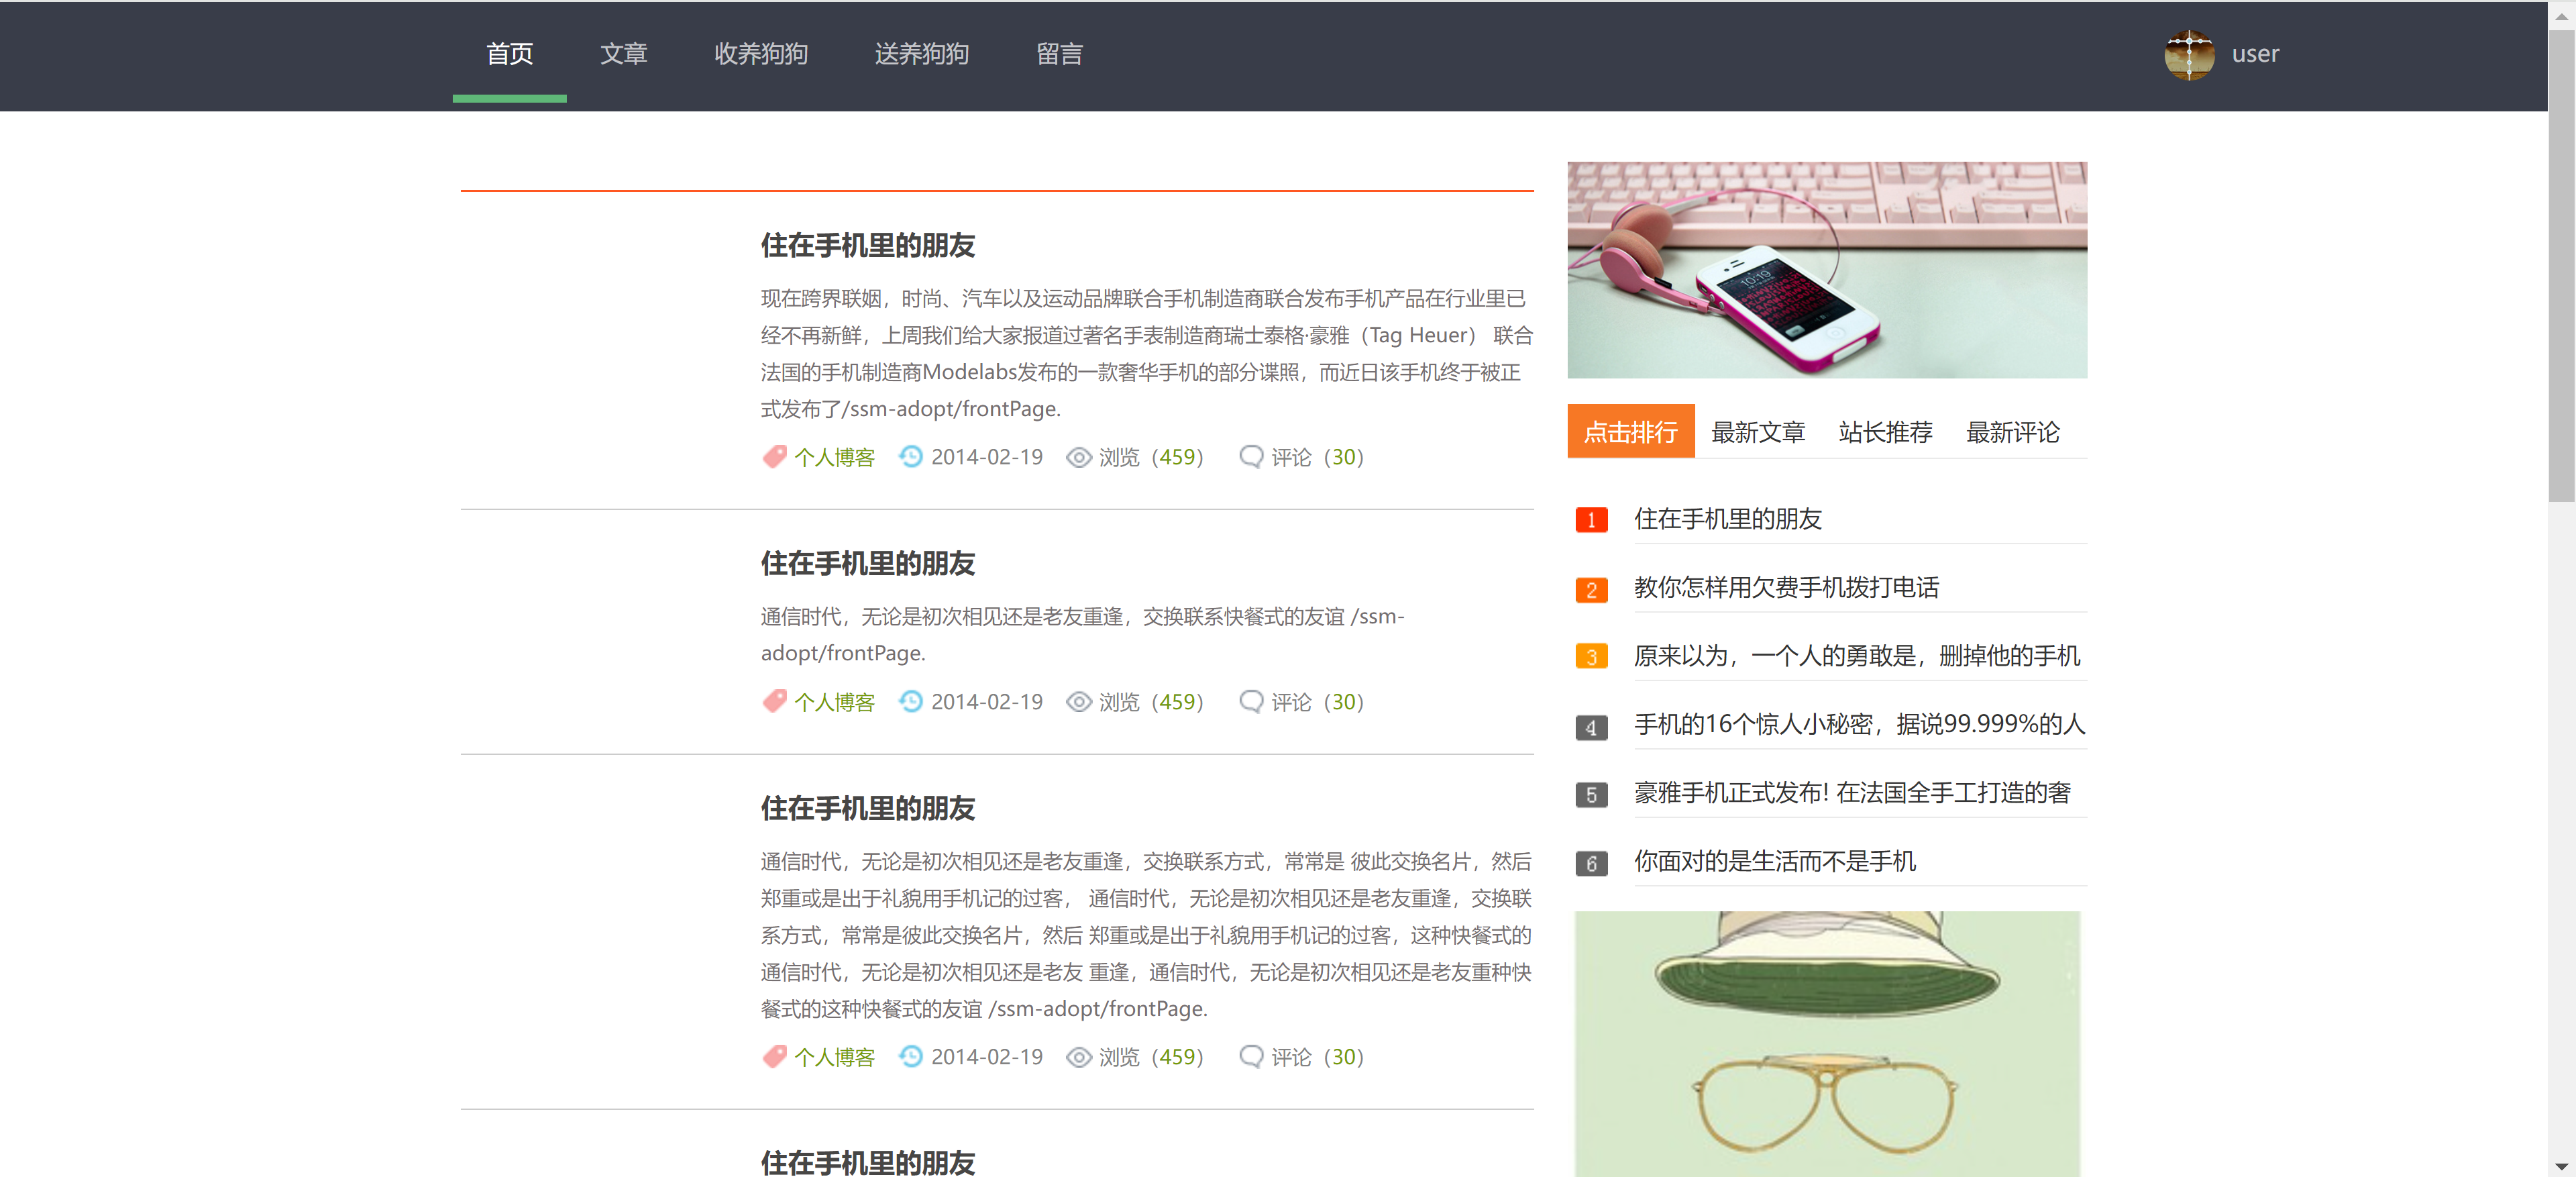 首页 文章 收养狗狗 送养狗狗 留言 user
住在手机里的朋友
现在跨界联姻，时尚、汽车以及运动品牌联合手机制造商联合发布手机产品在行业里已
经不再新鲜，上周我们给大家报道过著名手表制造商瑞士泰格·豪雅（Tag Heuer） 联合
法国的手机制造商Modelabs发布的一款奢华手机的部分谍照，而近日该手机终于被正
式发布了/ssm-adopt/frontPage.
个人博客 2014-02-19 浏览（459） 评论（30）
住在手机里的朋友
通信时代，无论是初次相见还是老友重逢，交换联系快餐式的友谊 /ssm-
adopt/frontPage.
个人博客 2014-02-19 浏览（459） 评论（30）
住在手机里的朋友
通信时代，无论是初次相见还是老友重逢，交换联系方式，常常是 彼此交换名片，然后
郑重或是出于礼貌用手机记的过客， 通信时代，无论是初次相见还是老友重逢，交换联
系方式，常常是彼此交换名片，然后 郑重或是出于礼貌用手机记的过客，这种快餐式的
通信时代，无论是初次相见还是老友 重逢，通信时代，无论是初次相见还是老友重种快
餐式的这种快餐式的友谊 /ssm-adopt/frontPage.
个人博客 2014-02-19 浏览（459） 评论（30）
住在手机里的朋友
10:19
点击排行 最新文章 站长推荐 最新评论
1 住在手机里的朋友
2 教你怎样用欠费手机拨打电话
3 原来以为，一个人的勇敢是，删掉他的手机
4 手机的16个惊人小秘密，据说99.999%的人
5 豪雅手机正式发布! 在法国全手工打造的奢
6 你面对的是生活而不是手机